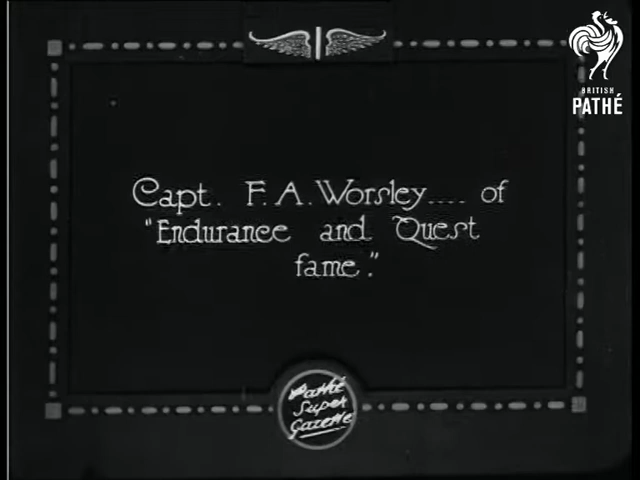 BRITISH
PATHÉ
Capt. F. A. Worsley.... of
"Endurance and Quest
fame."
Pathé
Super
Gazette